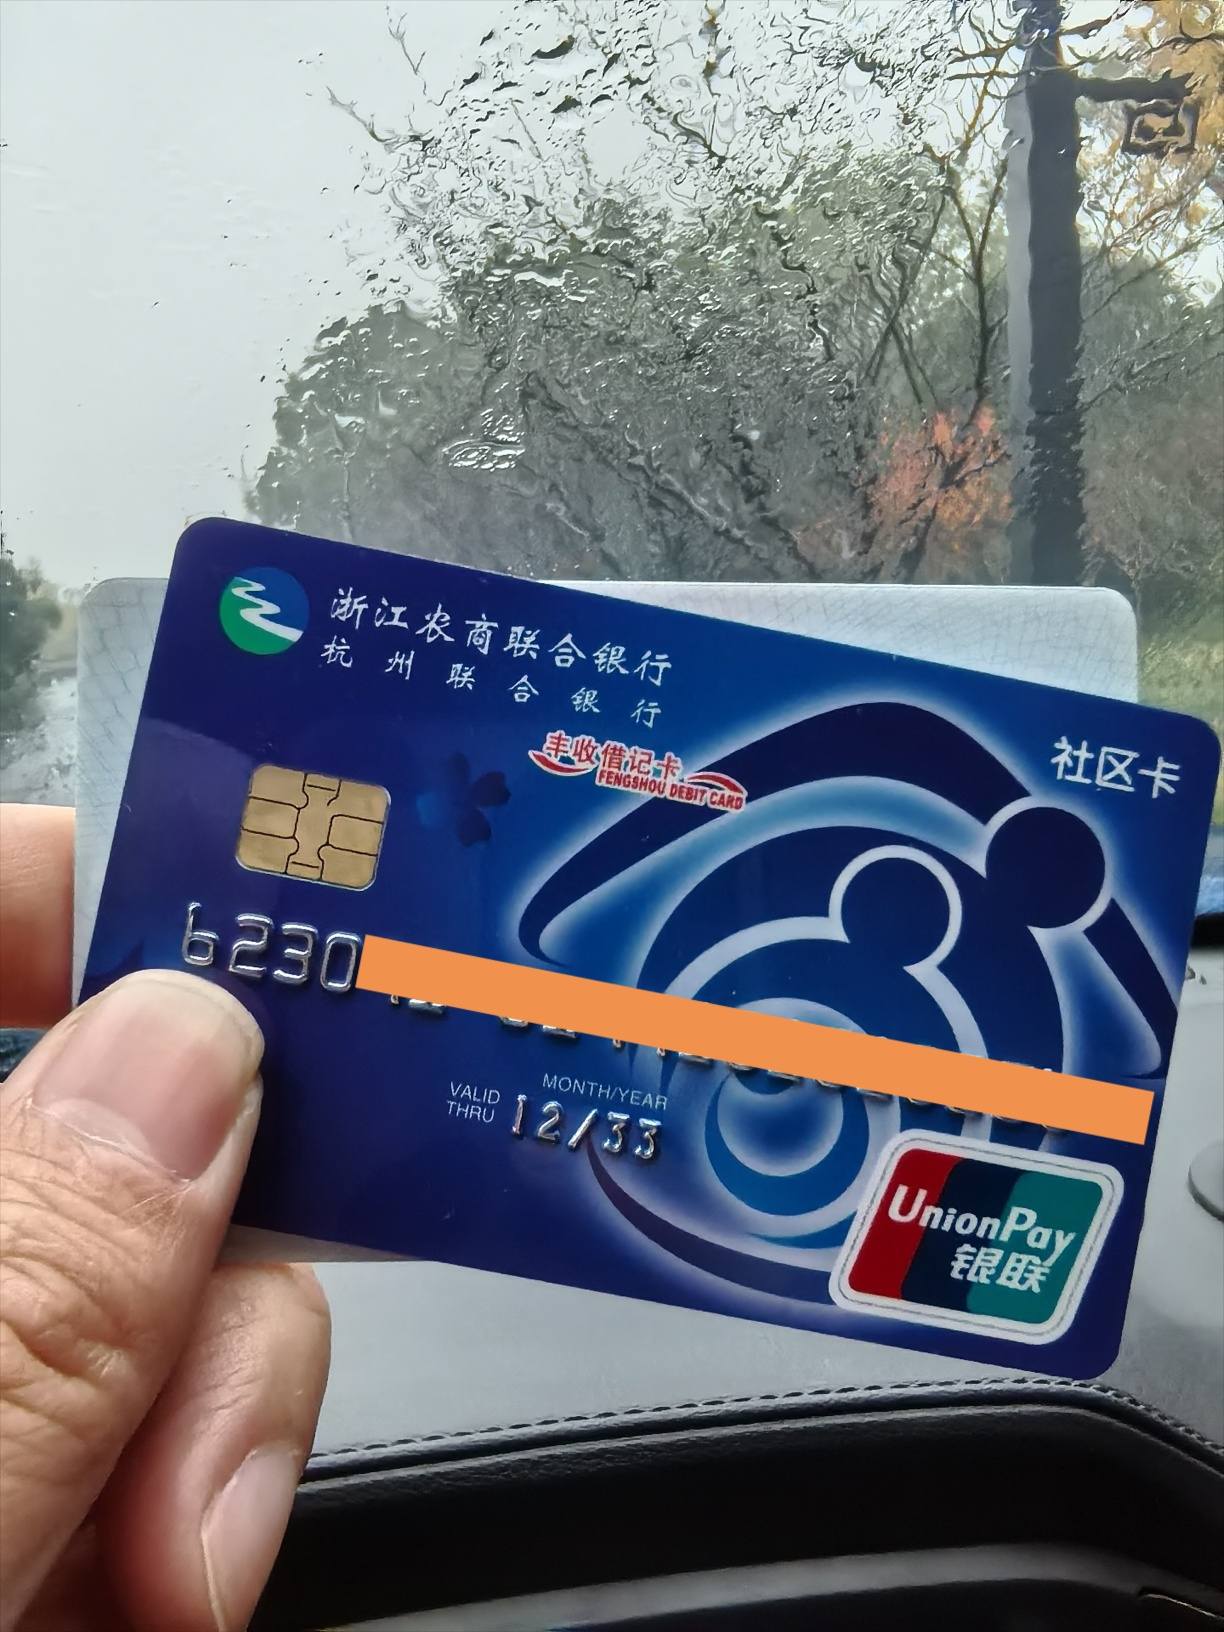 浙江农商联合银行
杭州联合银行
丰收借记卡
FENGSHOU DEBIT CARD
社区卡
6230
VALID THRU
MONTH/YEAR
12/33
UnionPay
银联